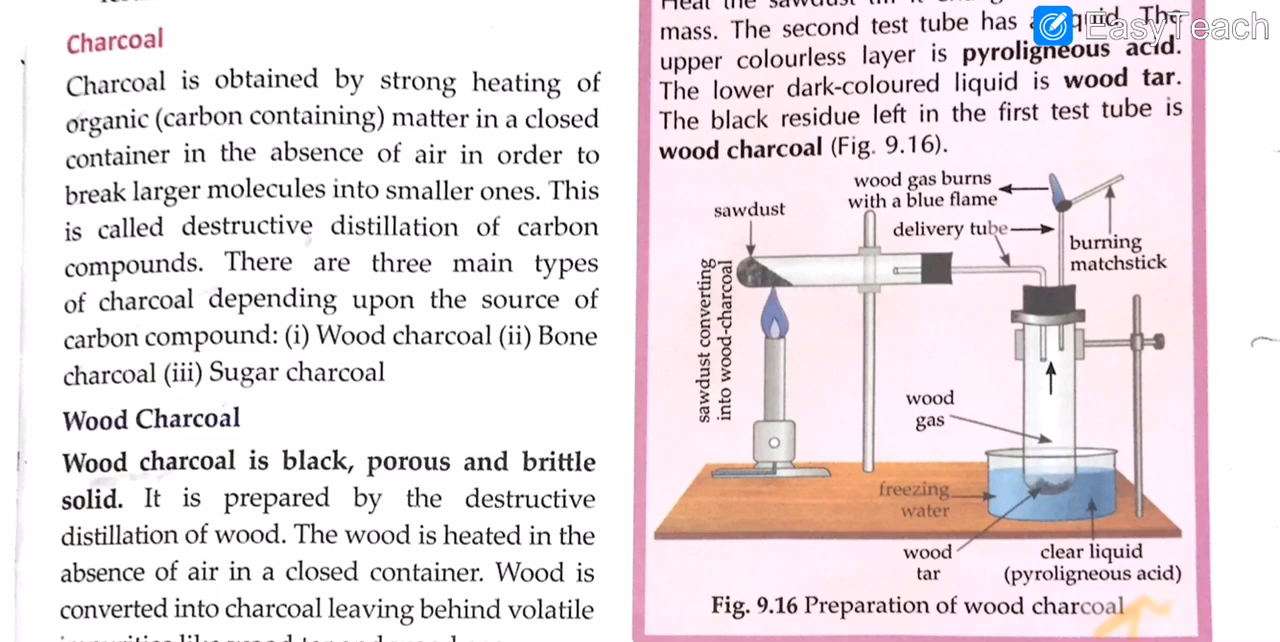 Charcoal
Charcoal is obtained by strong heating of
organic (carbon containing) matter in a closed
container in the absence of air in order to
break larger molecules into smaller ones. This
is called destructive distillation of carbon
compounds. There are three main types
of charcoal depending upon the source of
carbon compound: (i) Wood charcoal (ii) Bone
charcoal (iii) Sugar charcoal
Wood Charcoal
Wood charcoal is black, porous and brittle
solid. It is prepared by the destructive
distillation of wood. The wood is heated in the
absence of air in a closed container. Wood is
converted into charcoal leaving behind volatile
mass. The second test tube has The
upper colourless layer is pyroligneous acid.
The lower dark-coloured liquid is wood tar.
The black residue left in the first test tube is
wood charcoal (Fig. 9.16).
EasyTeach
wood gas burns
with a blue flame
sawdust
delivery tube
burning
matchstick
sawdust converting
into wood-charcoal
wood
gas
freezing
water
wood
tar
clear liquid
(pyroligneous acid)
Fig. 9.16 Preparation of wood charcoal